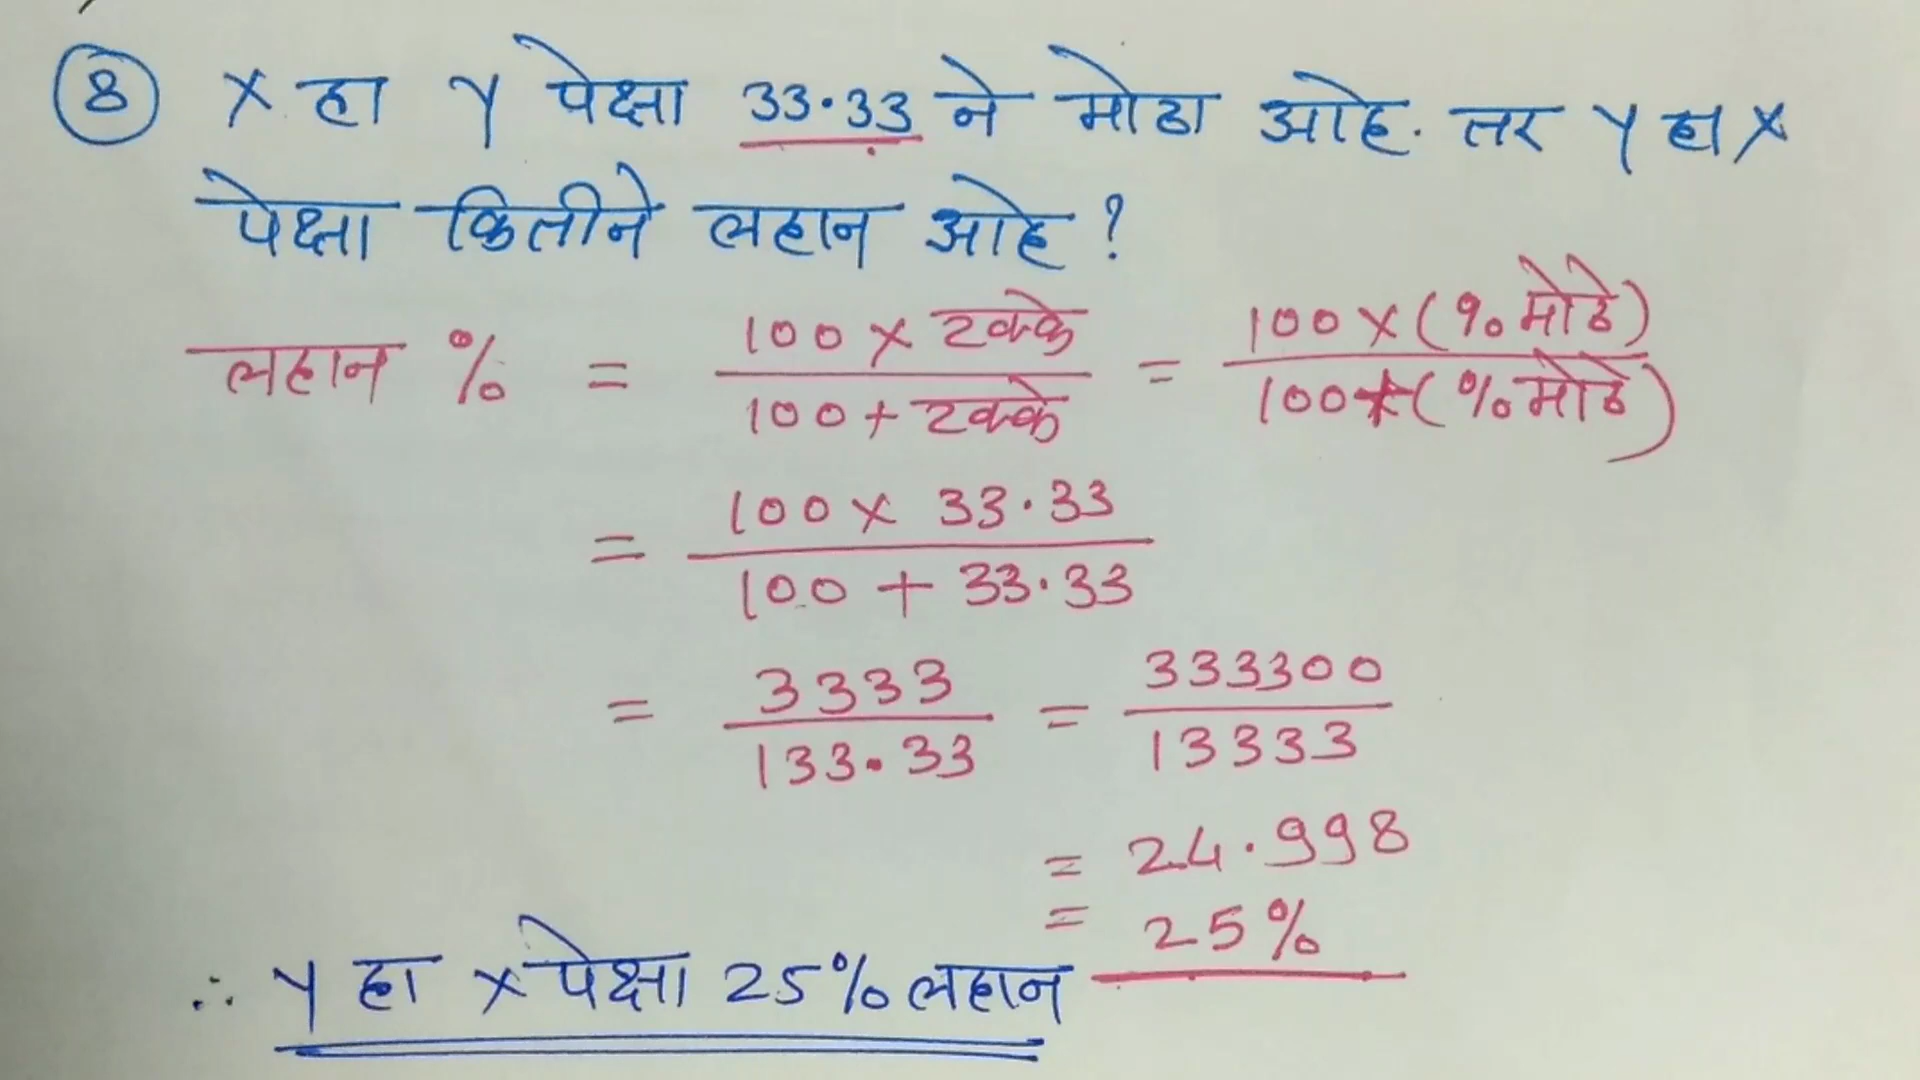 8 X हा Y पेक्षा 33.33 ने मोठा आहे. तर Y हा X
पेक्षा कितीने लहान आहे?
लहान % = 100 × टक्के / 100 + टक्के = 100 × (% मोठे) / 100 + (% मोठे)
= 100 × 33.33 / 100 + 33.33
= 3333 / 133.33 = 333300 / 13333
= 24.998
= 25%
∴ Y हा X पेक्षा 25% लहान